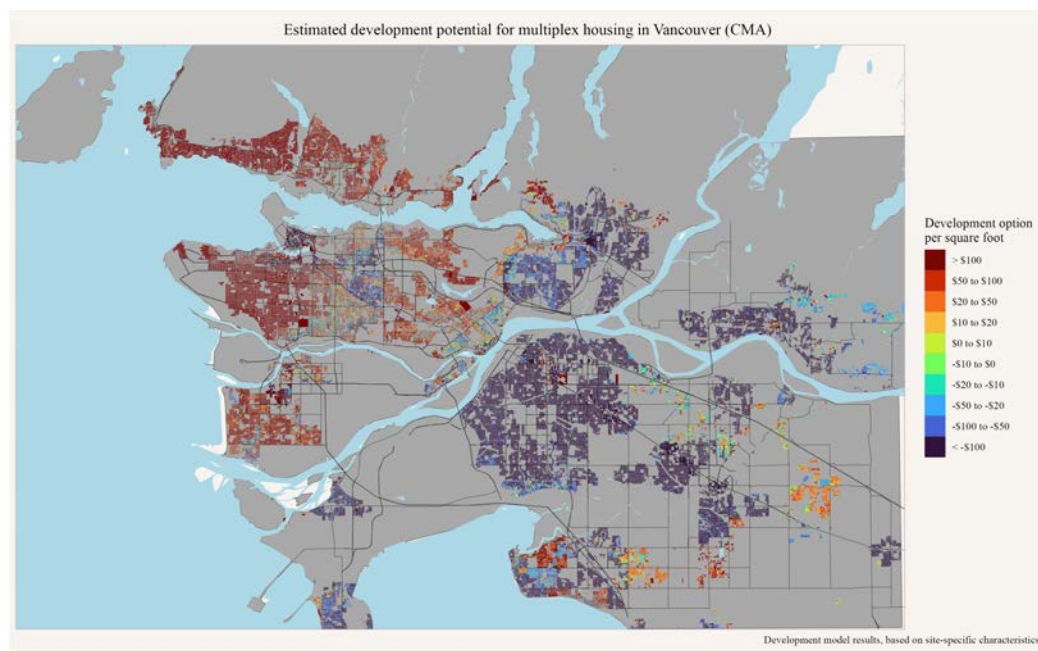 Estimated development potential for multiplex housing in Vancouver (CMA)
Development option
per square foot
> $100
$50 to $100
$20 to $50
$10 to $20
$0 to $10
-$10 to $0
-$20 to -$10
-$50 to -$20
-$100 to -$50
< -$100
Development model results, based on site-specific characteristics